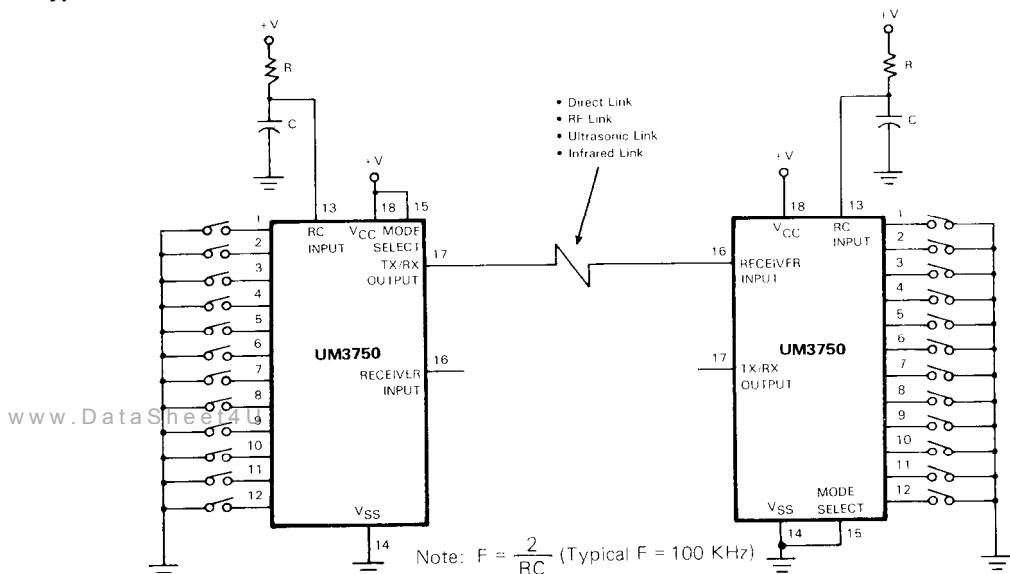 +V
R
C
+V
13
18
15
RC
INPUT
VCC MODE
SELECT
TX/RX
OUTPUT
17
UM3750
16
RECEIVER
INPUT
1
2
3
4
5
6
7
8
9
10
11
12
VSS
14
• Direct Link
• RF Link
• Ultrasonic Link
• Infrared Link
+V
R
C
+V
18
13
VCC
RC
INPUT
16
RECEIVER
INPUT
UM3750
17
TX/RX
OUTPUT
1
2
3
4
5
6
7
8
9
10
11
12
MODE
SELECT
VSS
14
15
www.DataSheet4U
Note: F = 2/RC (Typical F = 100 KHz)